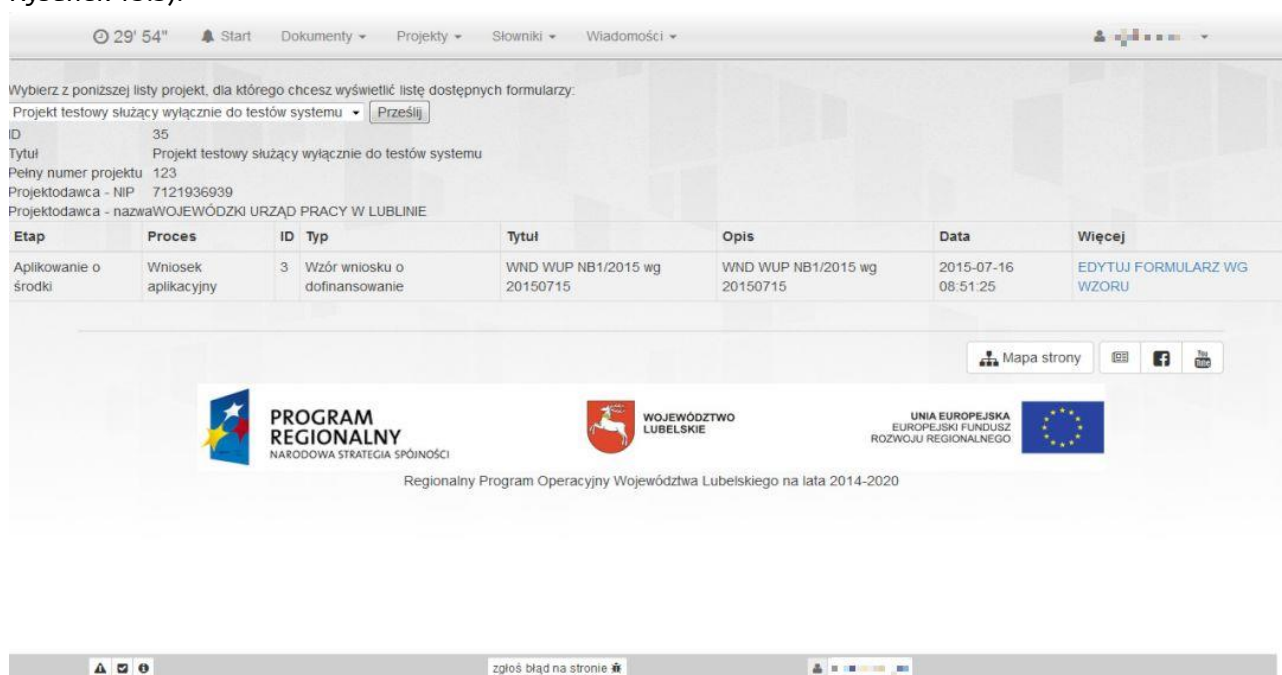 29' 54" Start Dokumenty Projekty Słowniki Wiadomości
Wybierz z poniższej listy projekt, dla którego chcesz wyświetlić listę dostępnych formularzy:
Projekt testowy służący wyłącznie do testów systemu Prześlij
ID 35
Tytuł Projekt testowy służący wyłącznie do testów systemu
Pełny numer projektu 123
Projektodawca - NIP 7121936939
Projektodawca - nazwa WOJEWÓDZKI URZĄD PRACY W LUBLINIE
Etap Proces ID Typ Tytuł Opis Data Więcej
Aplikowanie o Wniosek 3 Wzór wniosku o WND WUP NB1/2015 wg WND WUP NB1/2015 wg 2015-07-16 EDYTUJ FORMULARZ WG
środki aplikacyjny dofinansowanie 20150715 20150715 08:51:25 WZORU
Mapa strony You Tube
PROGRAM
REGIONALNY
NARODOWA STRATEGIA SPÓJNOŚCI
WOJEWÓDZTWO
LUBELSKIE
UNIA EUROPEJSKA
EUROPEJSKI FUNDUSZ
ROZWOJU REGIONALNEGO
Regionalny Program Operacyjny Województwa Lubelskiego na lata 2014-2020
zgłoś błąd na stronie